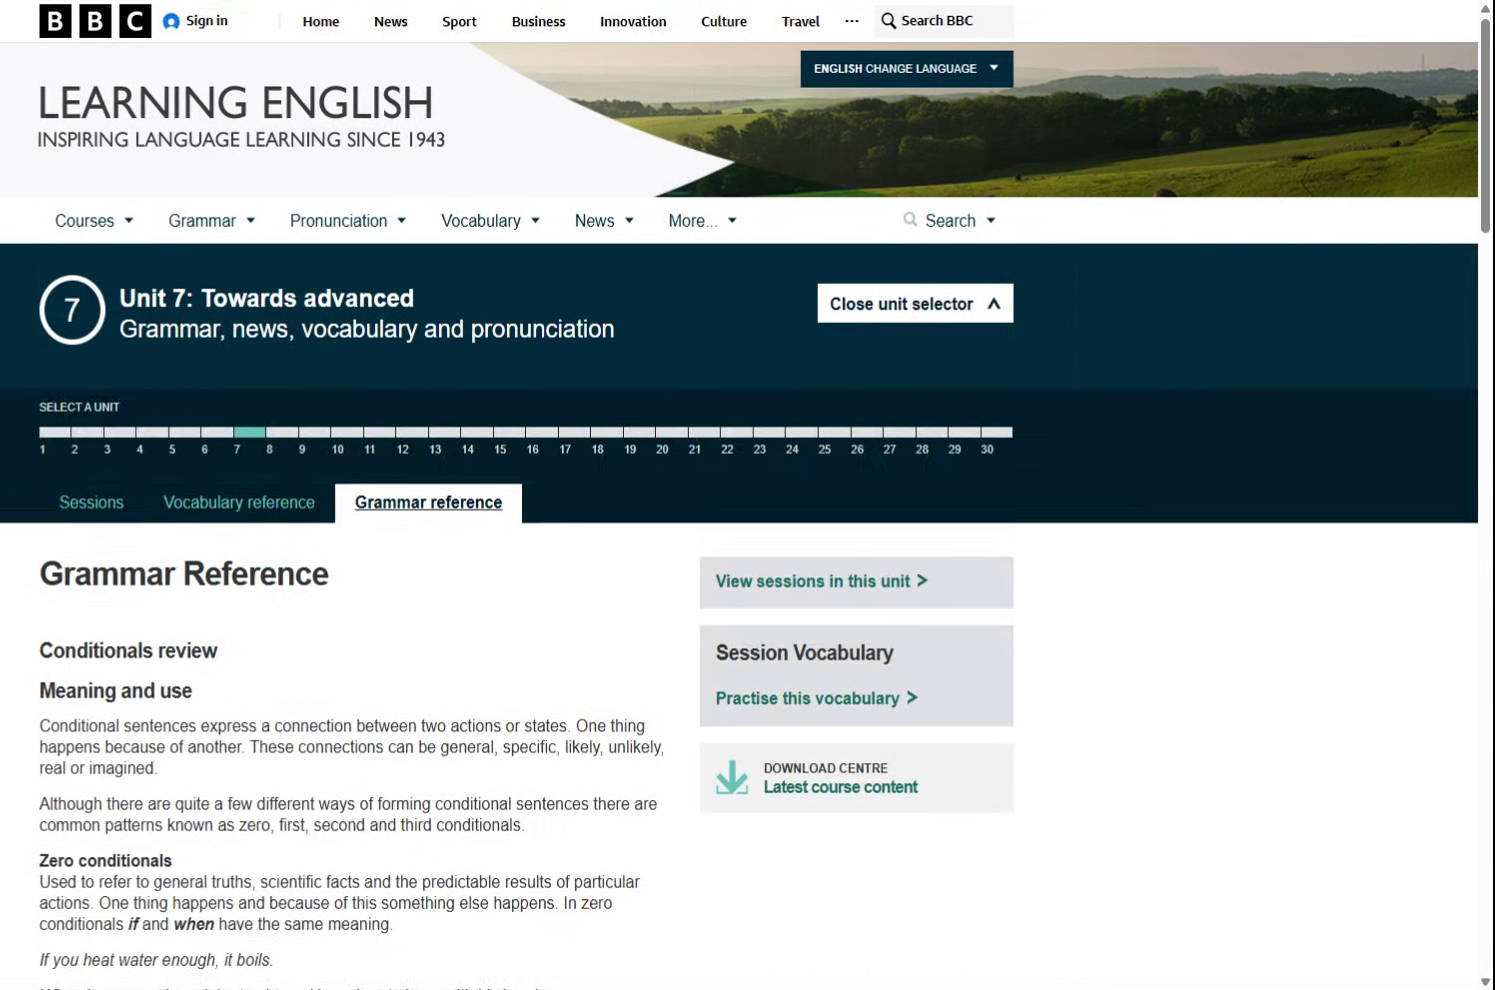 BBC Sign in Home News Sport Business Innovation Culture Travel ... Search BBC
ENGLISH CHANGE LANGUAGE
LEARNING ENGLISH
INSPIRING LANGUAGE LEARNING SINCE 1943
Courses Grammar Pronunciation Vocabulary News More... Search
7
Unit 7: Towards advanced
Grammar, news, vocabulary and pronunciation
Close unit selector
SELECT A UNIT
1 2 3 4 5 6 7 8 9 10 11 12 13 14 15 16 17 18 19 20 21 22 23 24 25 26 27 28 29 30
Sessions Vocabulary reference Grammar reference
Grammar Reference
Conditionals review
Meaning and use
Conditional sentences express a connection between two actions or states. One thing
happens because of another. These connections can be general, specific, likely, unlikely,
real or imagined.
Although there are quite a few different ways of forming conditional sentences there are
common patterns known as zero, first, second and third conditionals.
Zero conditionals
Used to refer to general truths, scientific facts and the predictable results of particular
actions. One thing happens and because of this something else happens. In zero
conditionals if and when have the same meaning.
If you heat water enough, it boils.
View sessions in this unit >
Session Vocabulary
Practise this vocabulary >
DOWNLOAD CENTRE
Latest course content